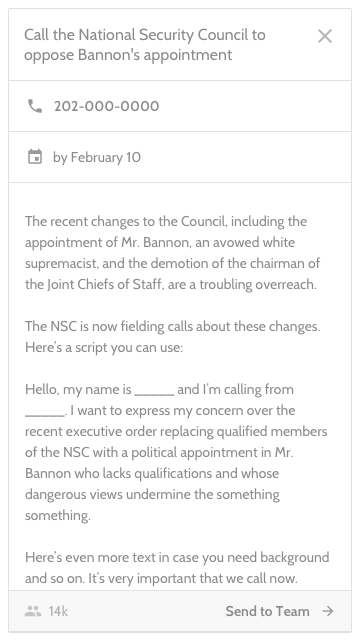 Call the National Security Council to
oppose Bannon's appointment
202-000-0000
by February 10
The recent changes to the Council, including the
appointment of Mr. Bannon, an avowed white
supremacist, and the demotion of the chairman of
the Joint Chiefs of Staff, are a troubling overreach.
The NSC is now fielding calls about these changes.
Here's a script you can use:
Hello, my name is ______ and I'm calling from
______. I want to express my concern over the
recent executive order replacing qualified members
of the NSC with a political appointment in Mr.
Bannon who lacks qualifications and whose
dangerous views undermine the something
something.
Here's even more text in case you need background
and so on. It's very important that we call now.
14k
Send to Team